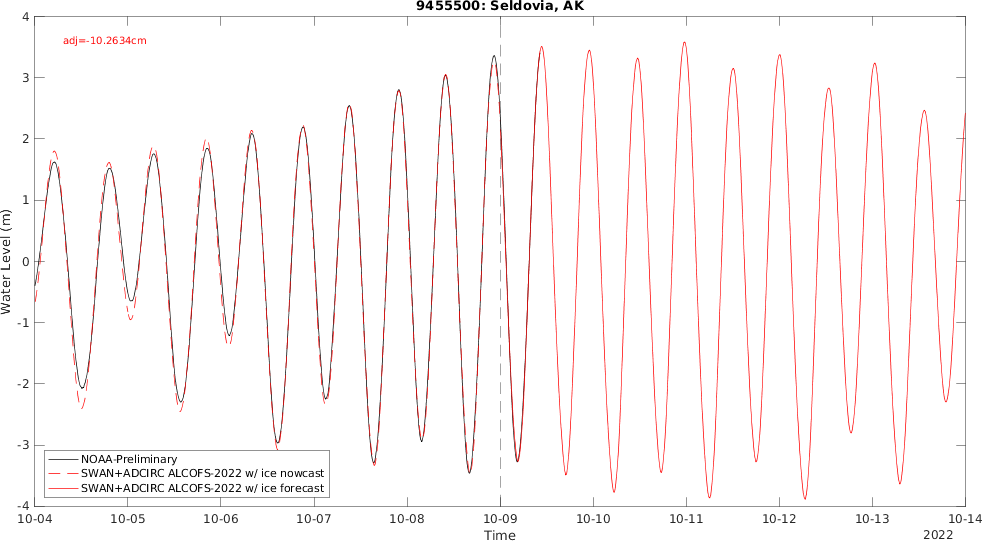 9455500: Seldovia, AK
adj=-10.2634cm
4
3
2
1
0
-1
-2
-3
-4
Water Level (m)
NOAA-Preliminary
SWAN+ADCIRC ALCOFS-2022 w/ ice nowcast
SWAN+ADCIRC ALCOFS-2022 w/ ice forecast
10-04 10-05 10-06 10-07 10-08 10-09 10-10 10-11 10-12 10-13 10-14
Time
2022